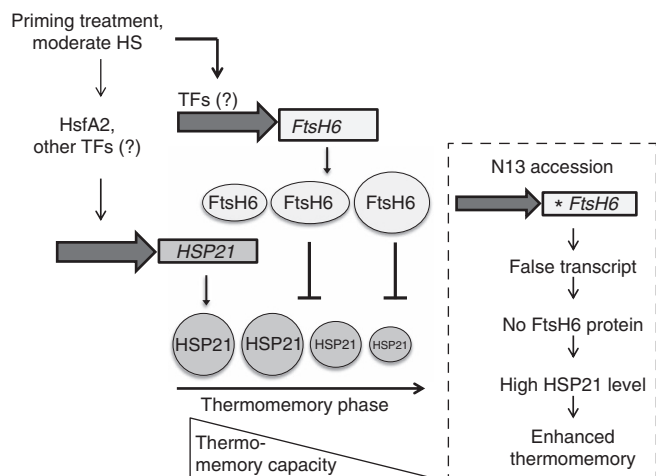 Priming treatment,
moderate HS
TFs (?)
FtsH6
HsfA2,
other TFs (?)
FtsH6
FtsH6
FtsH6
HSP21
HSP21
HSP21
HSP21
HSP21
Thermomemory phase
Thermo-
memory capacity
N13 accession
* FtsH6
False transcript
No FtsH6 protein
High HSP21 level
Enhanced
thermomemory